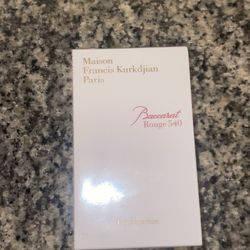 Maison
Francis Kurkdjian
Paris
Baccarat
Rouge 540